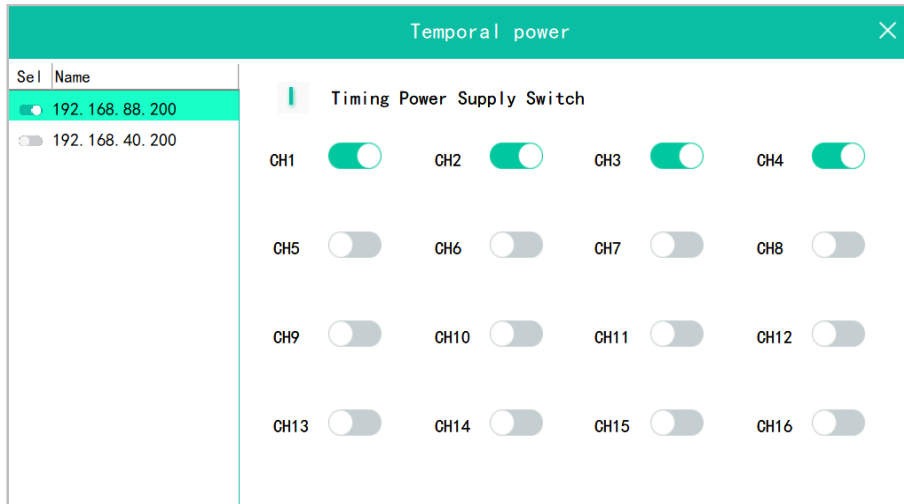 Temporal power
Sel Name
192.168.88.200
192.168.40.200
Timing Power Supply Switch
CH1 CH2 CH3 CH4
CH5 CH6 CH7 CH8
CH9 CH10 CH11 CH12
CH13 CH14 CH15 CH16